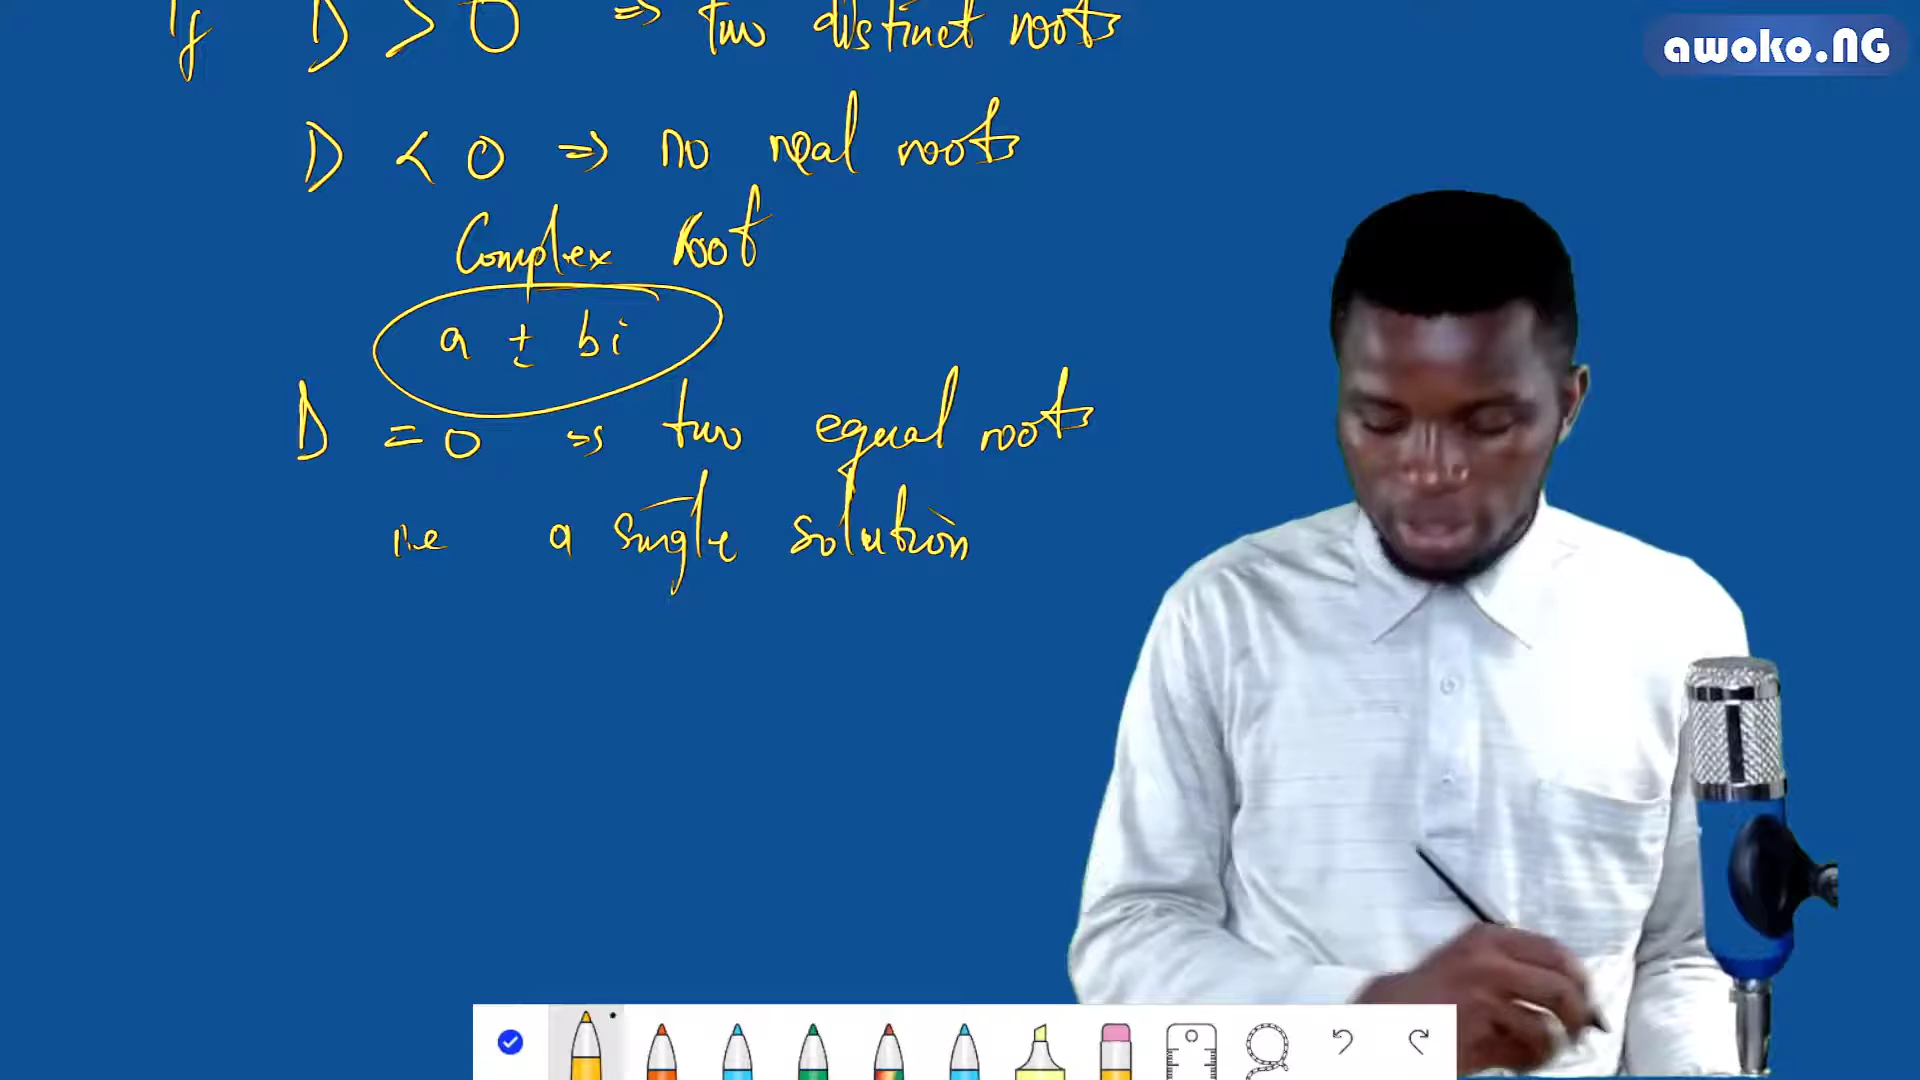 If D > 0 ⇒ two distinct roots
awoko.NG
D < 0 ⇒ no real roots
Complex root
a ± bi
D = 0 ⇒ two equal roots
i.e a single solution